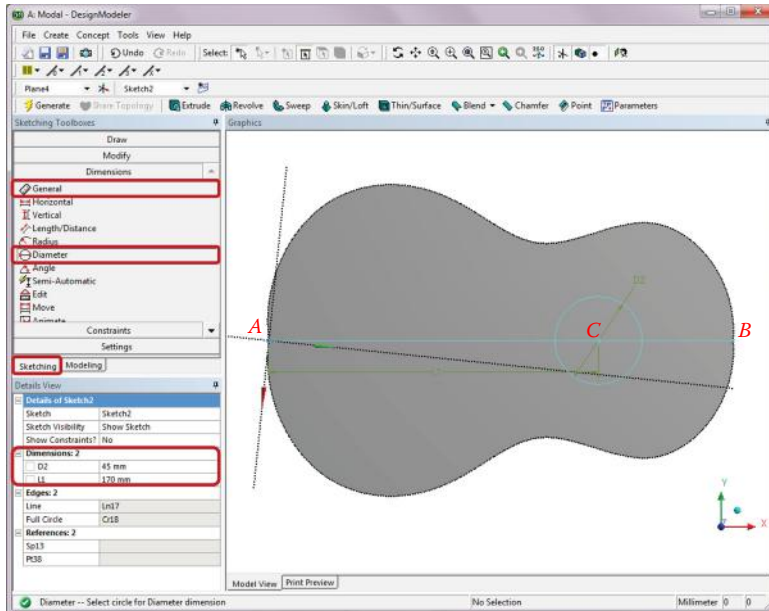 A: Modal - DesignModeler
File Create Concept Tools View Help
Undo Redo Select:
Plane4 Sketch2
Generate Share Topology Extrude Revolve Sweep Skin/Loft Thin/Surface Blend Chamfer Point Parameters
Sketching Toolboxes
Draw
Modify
Dimensions
General
Horizontal
Vertical
Length/Distance
Radius
Diameter
Angle
Semi-Automatic
Edit
Move
Animate
Constraints
Settings
Sketching Modeling
Details View
Details of Sketch2
Sketch Sketch2
Sketch Visibility Show Sketch
Show Constraints? No
Dimensions: 2
D2 45 mm
L1 170 mm
Edges: 2
Line Ln17
Full Circle Cr18
References: 2
Sp13
Pt38
Graphics
D2
A C B
Y
X
Model View Print Preview
Diameter -- Select circle for Diameter dimension No Selection Millimeter 0 0